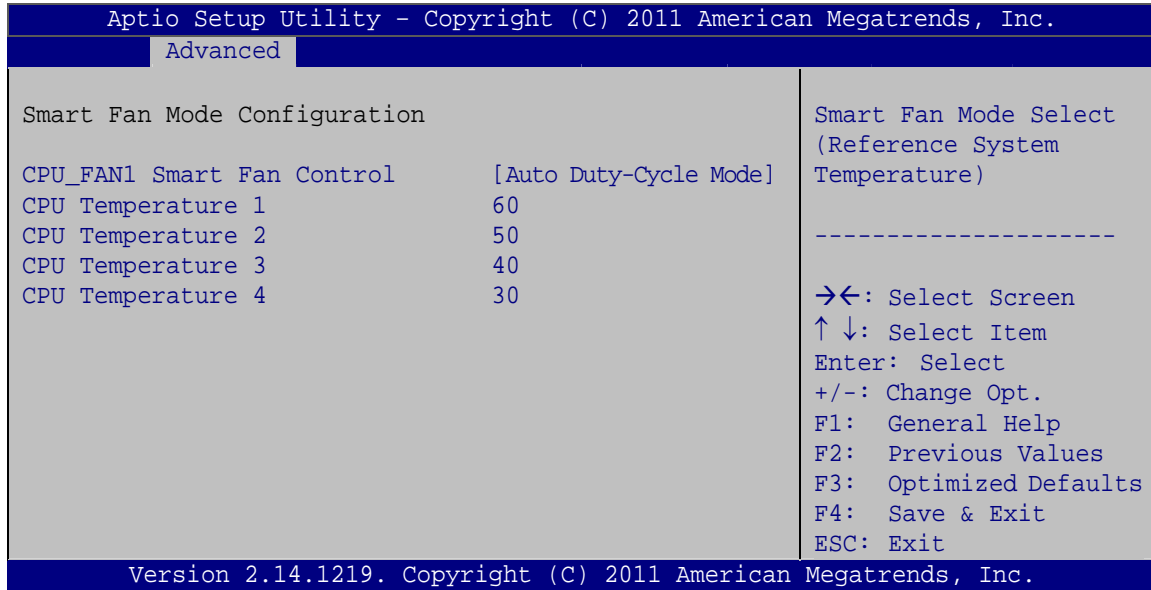 Aptio Setup Utility – Copyright (C) 2011 American Megatrends, Inc.
Advanced
Smart Fan Mode Configuration
CPU_FAN1 Smart Fan Control [Auto Duty-Cycle Mode]
CPU Temperature 1 60
CPU Temperature 2 50
CPU Temperature 3 40
CPU Temperature 4 30
Smart Fan Mode Select
(Reference System
Temperature)
---------------------
→←: Select Screen
↑ ↓: Select Item
Enter: Select
+/-: Change Opt.
F1: General Help
F2: Previous Values
F3: Optimized Defaults
F4: Save & Exit
ESC: Exit
Version 2.14.1219. Copyright (C) 2011 American Megatrends, Inc.